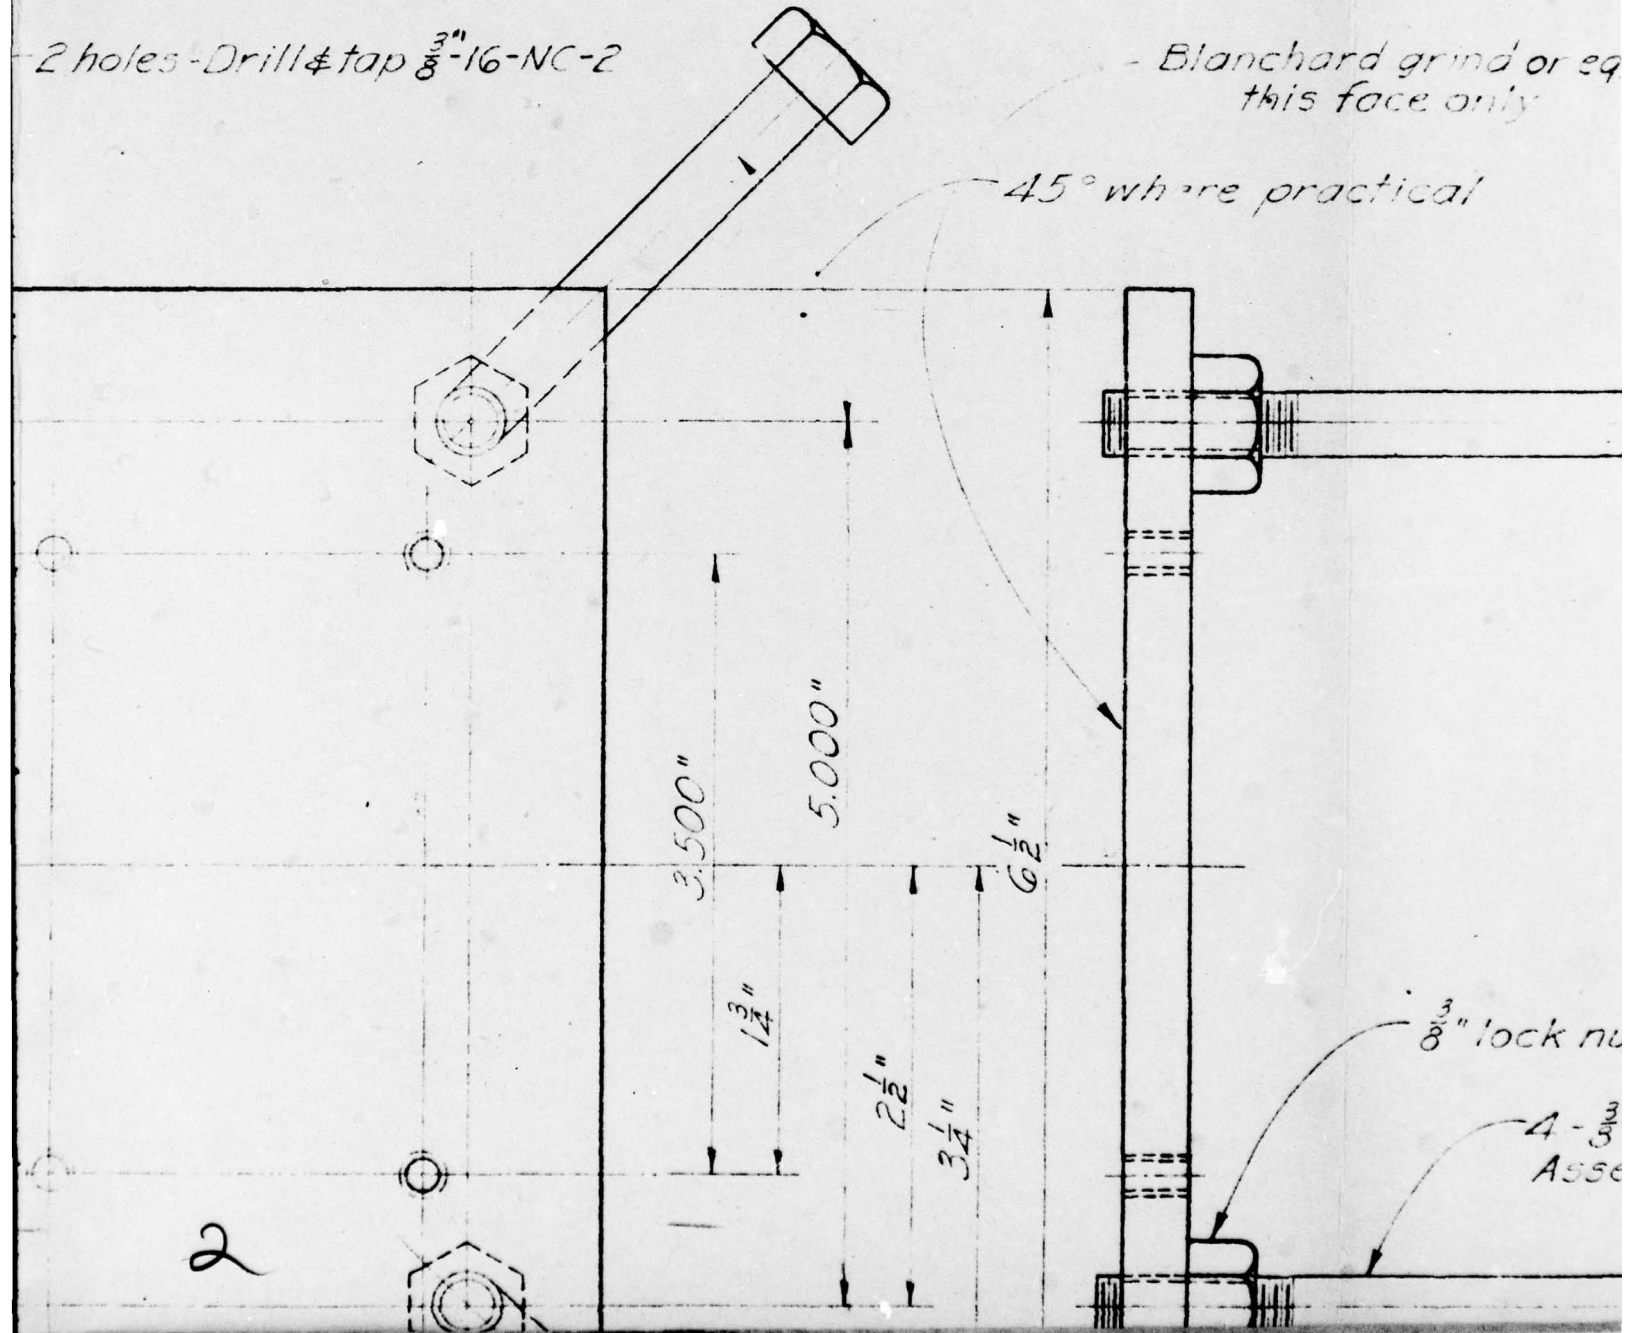 2 holes-Drill & tap 3/8"-16-NC-2
Blanchard grind or eq
this face only
45° where practical
3.500"
5.000"
6 1/2"
1 3/4"
2 1/2"
3 1/4"
3/8" lock nu
4-3/8
Asse
2